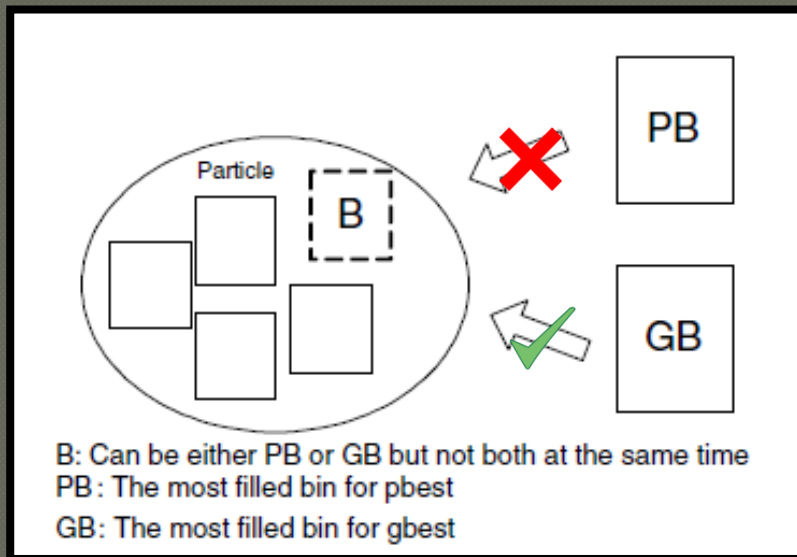 PB
Particle
B
GB
B: Can be either PB or GB but not both at the same time
PB: The most filled bin for pbest
GB: The most filled bin for gbest